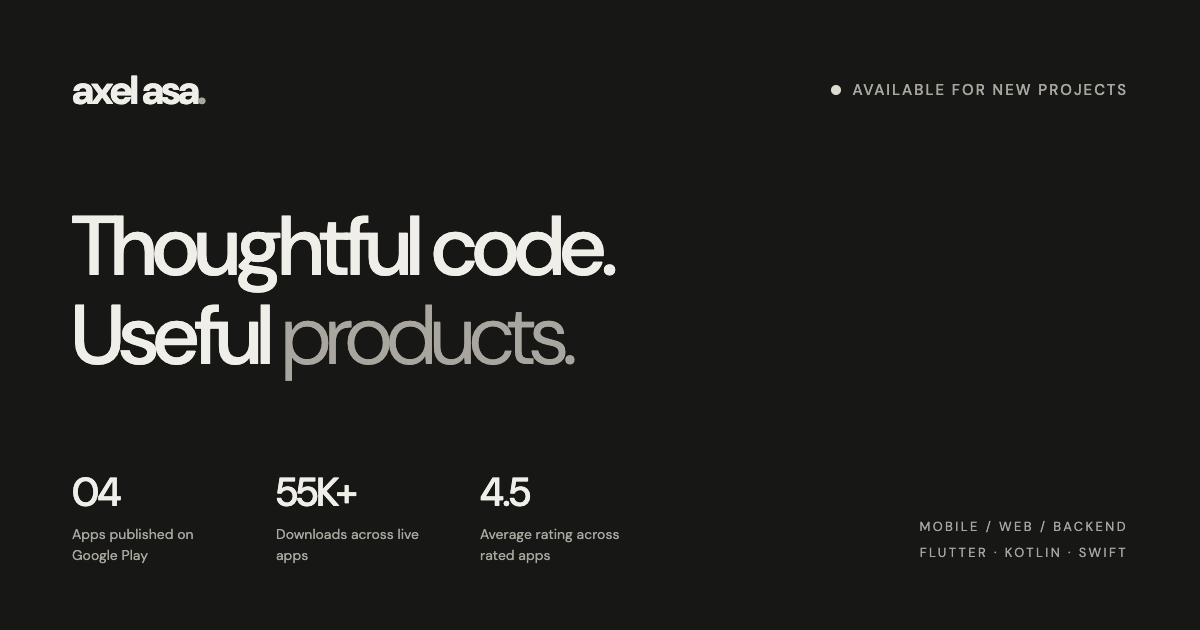 axel asa.
AVAILABLE FOR NEW PROJECTS
Thoughtful code.
Useful products.
04
Apps published on
Google Play
55K+
Downloads across live
apps
4.5
Average rating across
rated apps
MOBILE / WEB / BACKEND
FLUTTER · KOTLIN · SWIFT